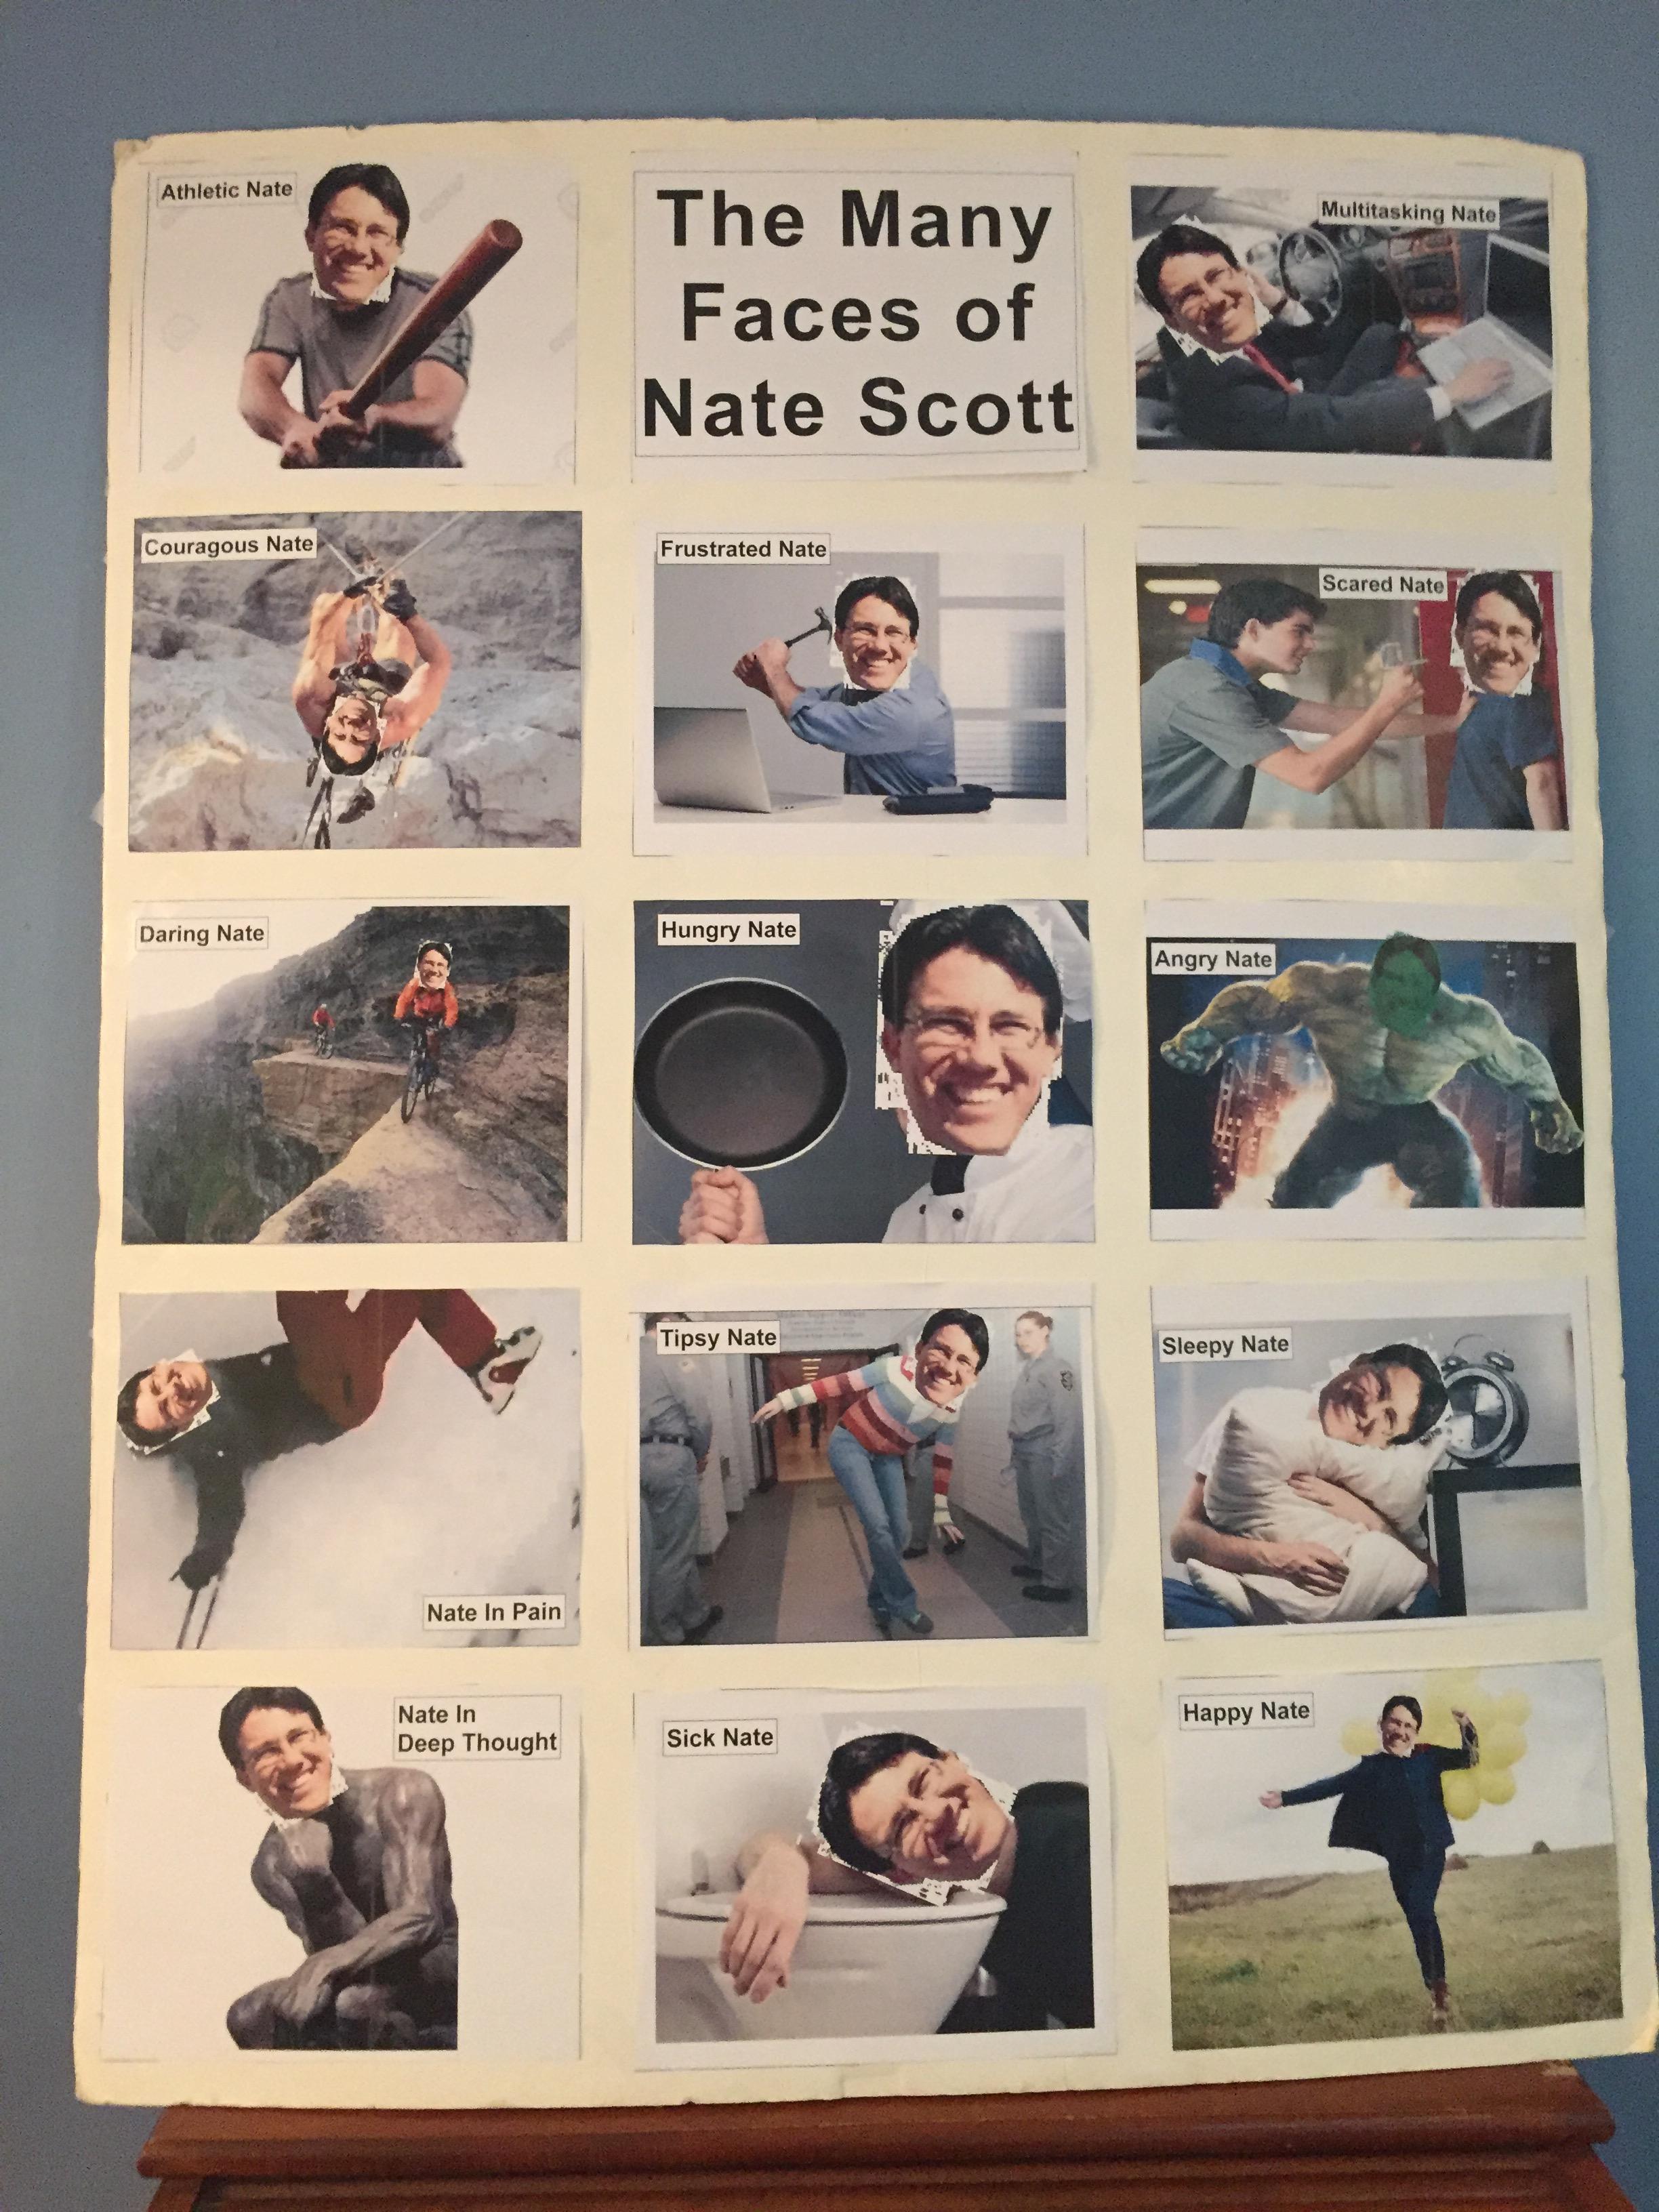 Athletic Nate
The Many
Faces of
Nate Scott
Multitasking Nate
Couragous Nate
Frustrated Nate
Scared Nate
Daring Nate
Hungry Nate
Angry Nate
Nate In Pain
Tipsy Nate
Sleepy Nate
Nate In
Deep Thought
Sick Nate
Happy Nate